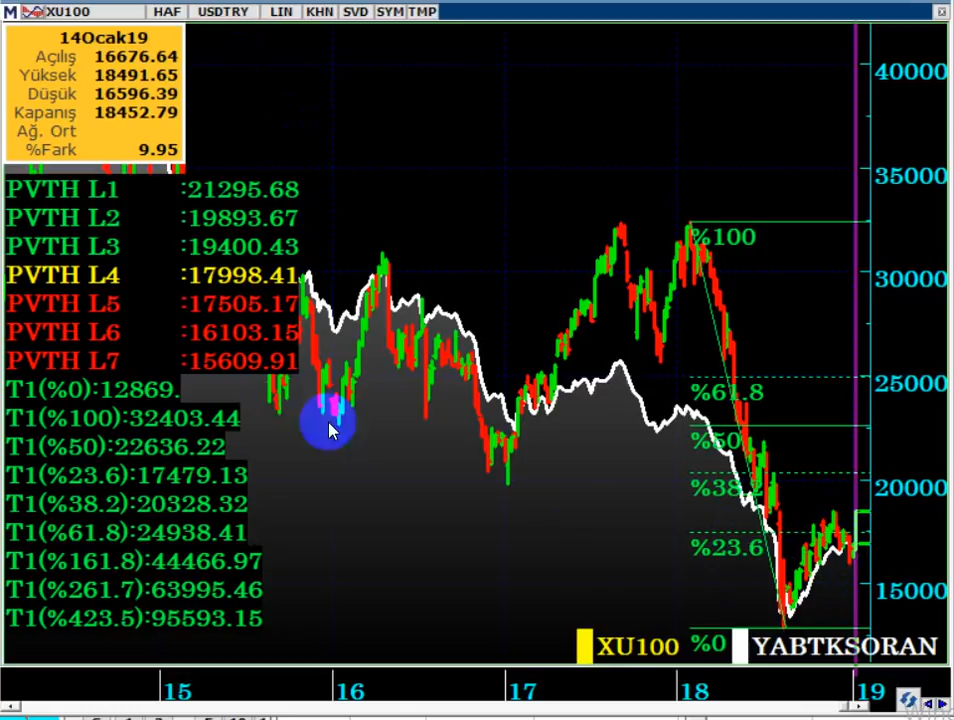 M XU100 HAF USDTRY LIN KHN SVD SYM TMP
14Ocak19
Açılış 16676.64
Yüksek 18491.65
Düşük 16596.39
Kapanış 18452.79
Ağ. Ort
%Fark 9.95
PVTH L1 :21295.68
PVTH L2 :19893.67
PVTH L3 :19400.43
PVTH L4 :17998.41
PVTH L5 :17505.17
PVTH L6 :16103.15
PVTH L7 :15609.91
T1(%0):12869.
T1(%100):32403.44
T1(%50):22636.22
T1(%23.6):17479.13
T1(%38.2):20328.32
T1(%61.8):24938.41
T1(%161.8):44466.97
T1(%261.7):63995.46
T1(%423.5):95593.15
%100
%61.8
%50
%38.2
%23.6
%0
40000
35000
30000
25000
20000
15000
XU100 YABTKSORAN
15 16 17 18 19